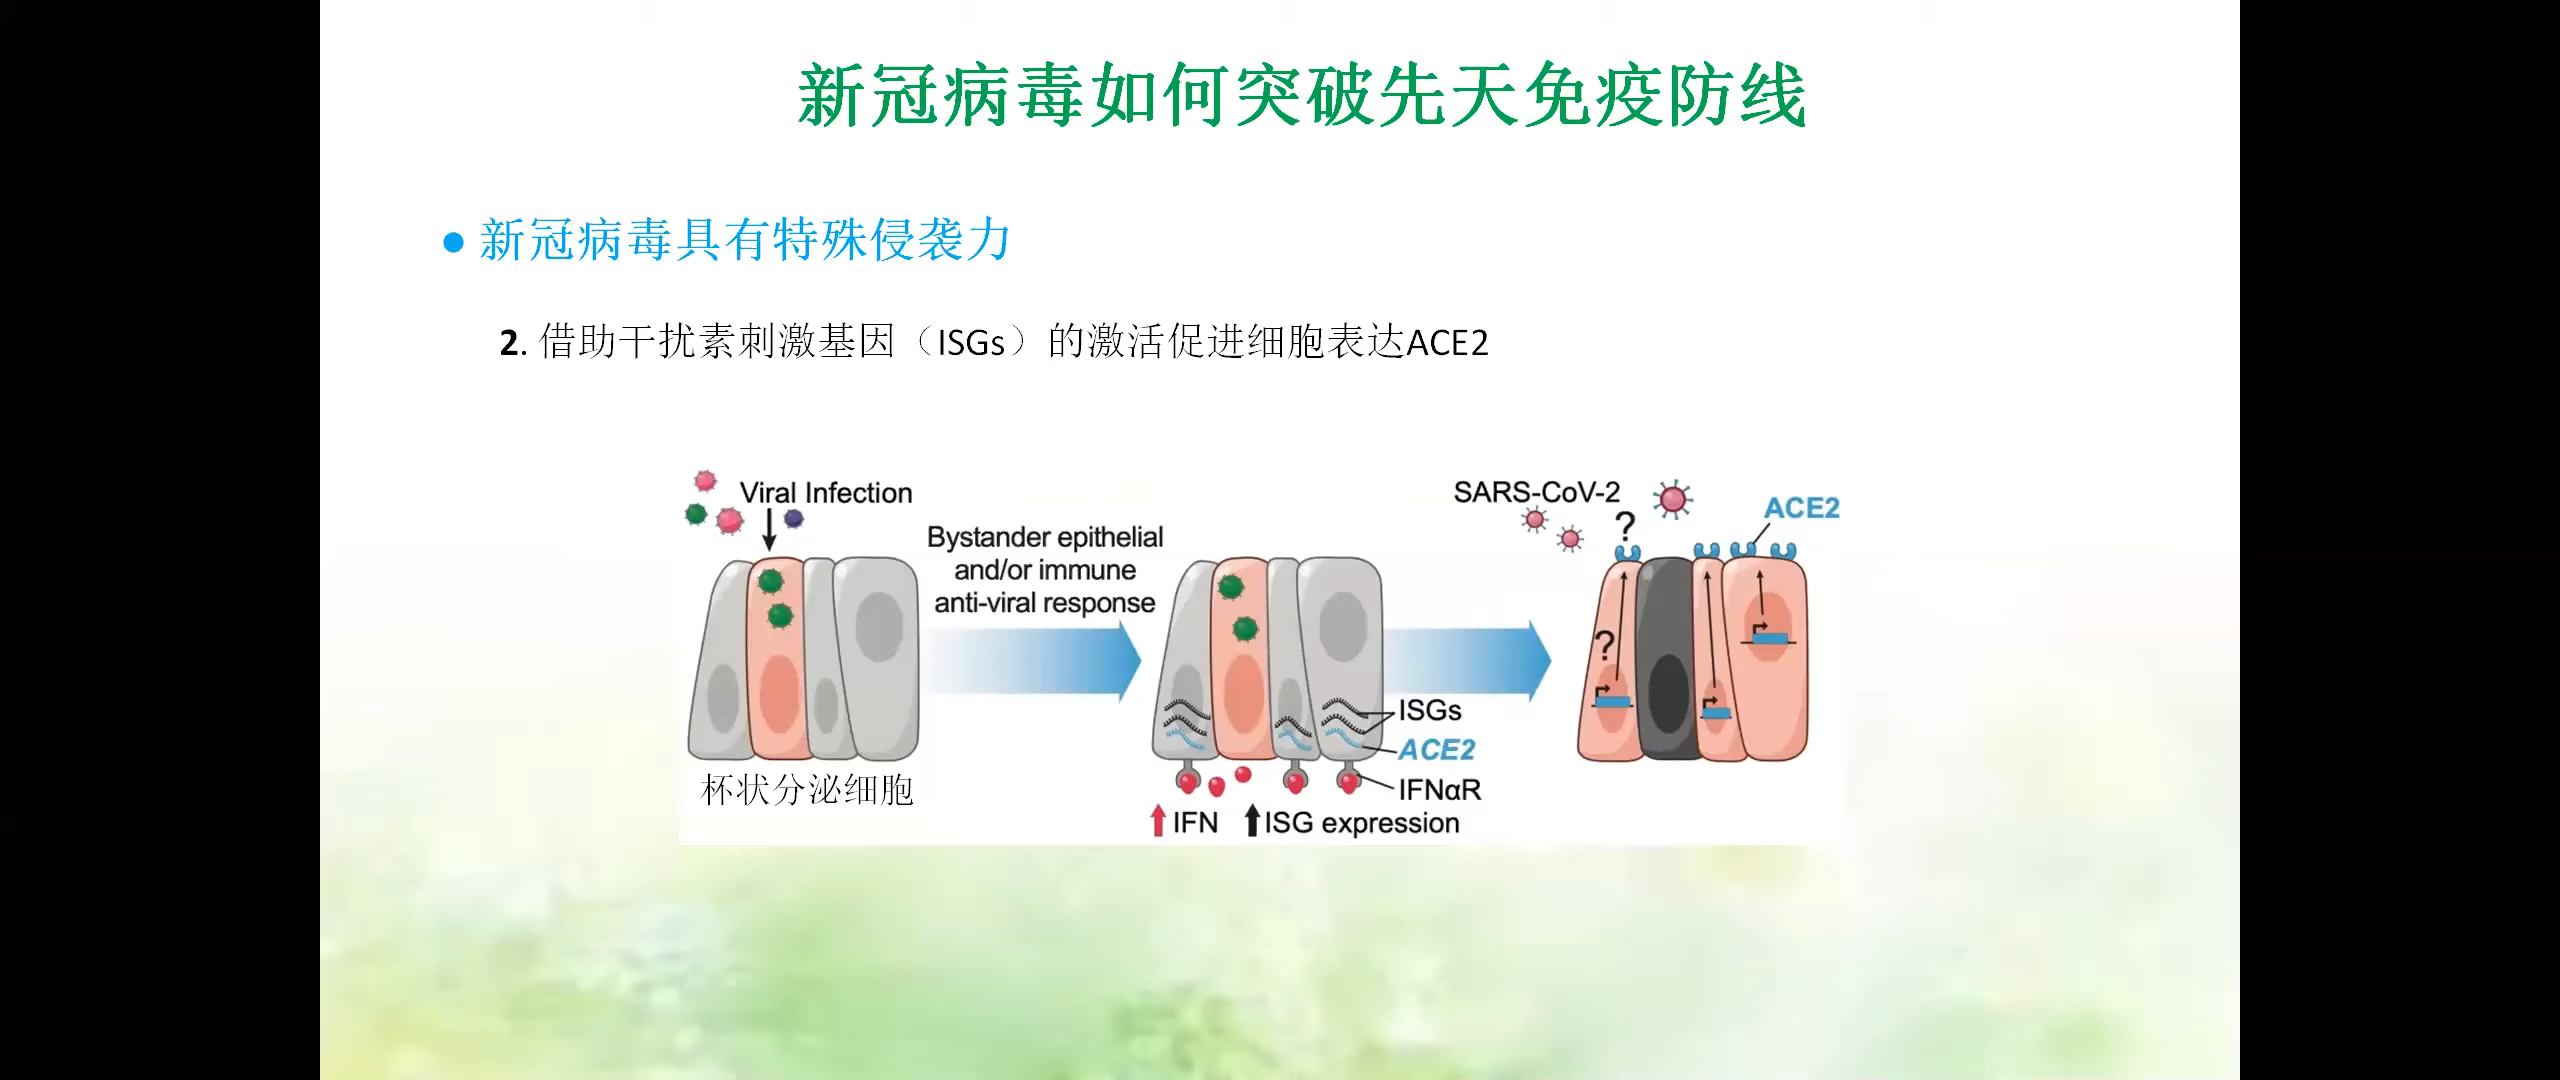 新冠病毒如何突破先天免疫防线
● 新冠病毒具有特殊侵袭力
2. 借助干扰素刺激基因（ISGs）的激活促进细胞表达ACE2
Viral Infection
杯状分泌细胞
Bystander epithelial
and/or immune
anti-viral response
ISGs
ACE2
IFNαR
IFN
ISG expression
SARS-CoV-2
?
ACE2
?